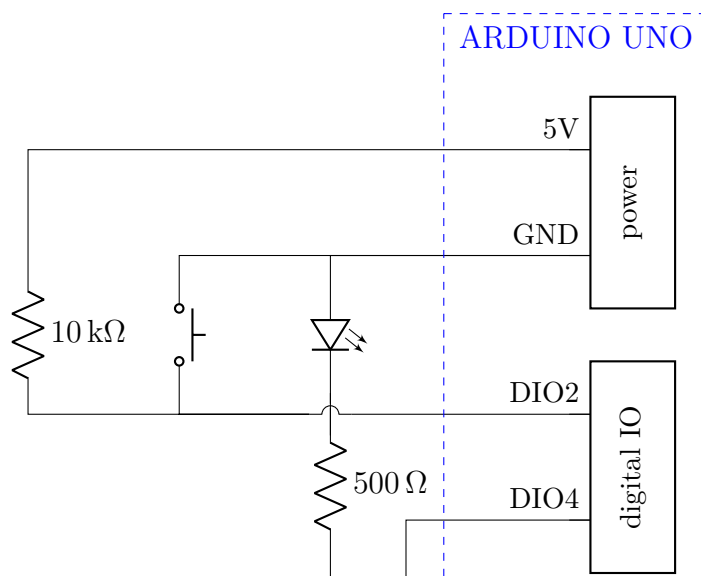 ARDUINO UNO
5V
GND
power
10 kΩ
DIO2
500 Ω
DIO4
digital IO